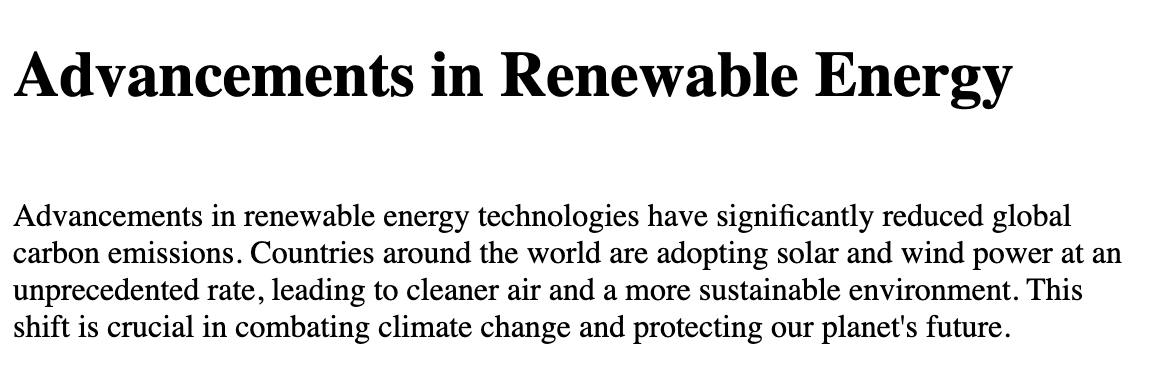 Advancements in Renewable Energy
Advancements in renewable energy technologies have significantly reduced global
carbon emissions. Countries around the world are adopting solar and wind power at an
unprecedented rate, leading to cleaner air and a more sustainable environment. This
shift is crucial in combating climate change and protecting our planet's future.